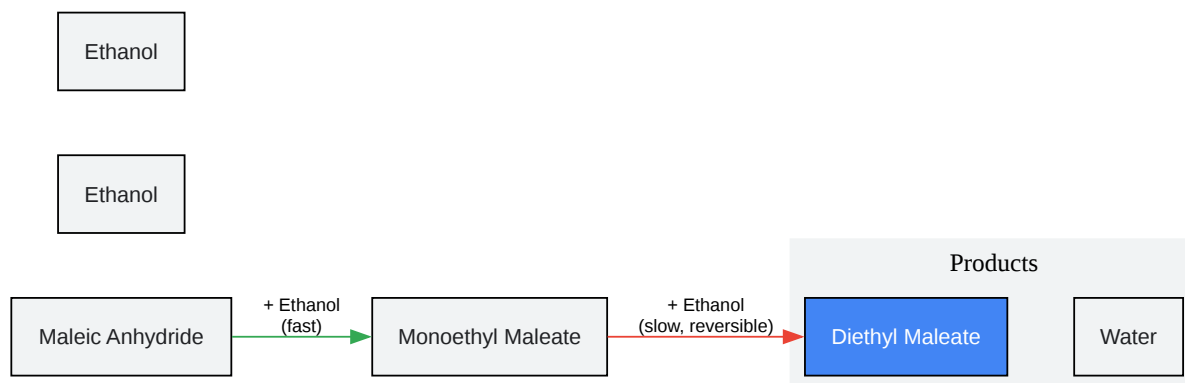 Ethanol
Ethanol
Products
Maleic Anhydride
+ Ethanol
(fast)
Monoethyl Maleate
+ Ethanol
(slow, reversible)
Diethyl Maleate
Water